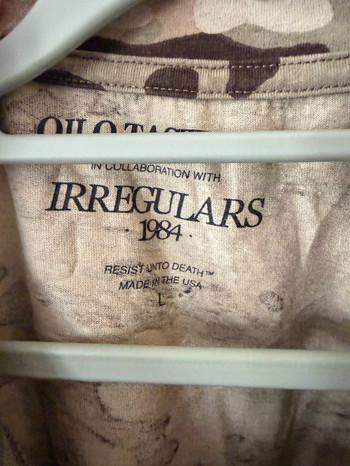 IN COLLABORATION WITH
IRREGULARS
· 1984 ·
RESIST UNTO DEATH™
MADE IN THE USA
L